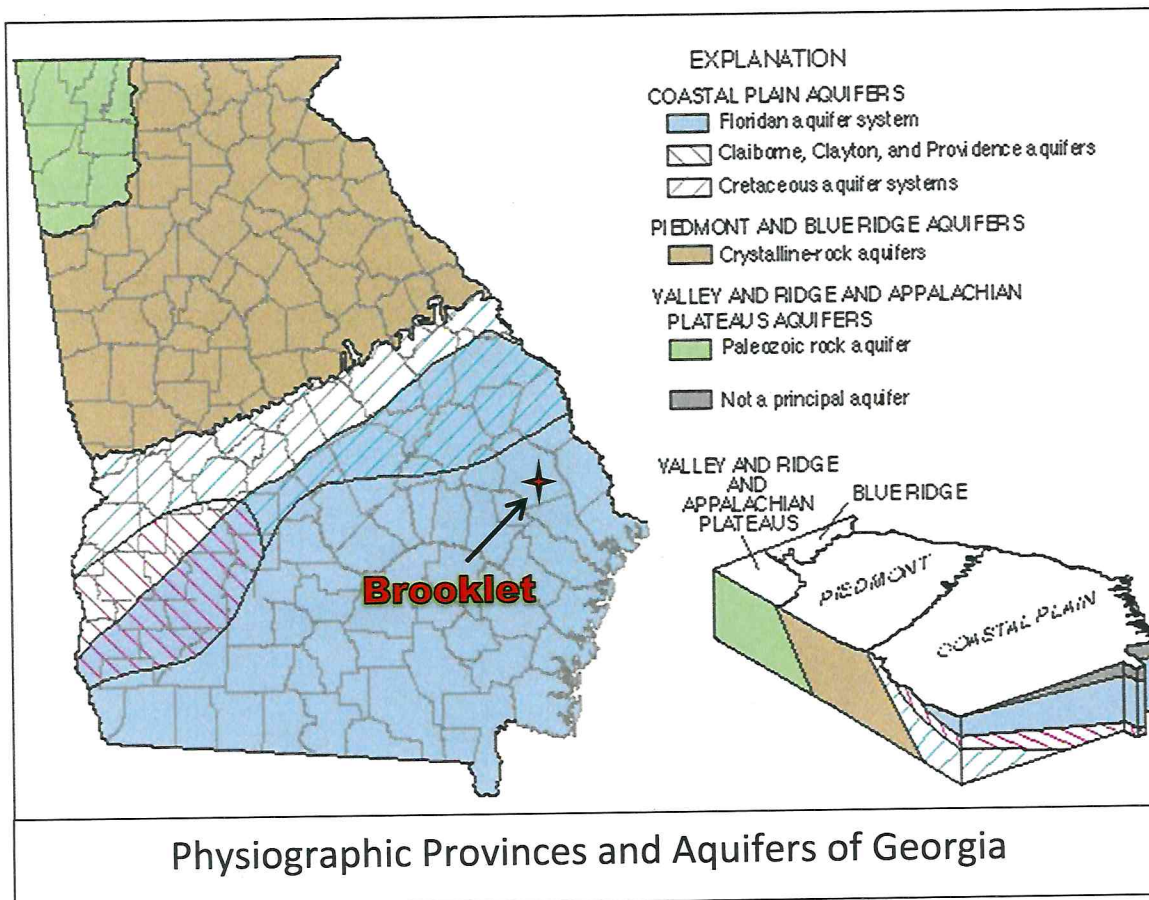 EXPLANATION
COASTAL PLAIN AQUIFERS
Floridan aquifer system
Claiborne, Clayton, and Providence aquifers
Cretaceous aquifer systems
PIEDMONT AND BLUE RIDGE AQUIFERS
Crystalline-rock aquifers
VALLEY AND RIDGE AND APPALACHIAN
PLATEAUS AQUIFERS
Paleozoic rock aquifer
Not a principal aquifer
Brooklet
VALLEY AND RIDGE
AND
APPALACHIAN
PLATEAUS
BLUE RIDGE
PIEDMONT
COASTAL PLAIN
Physiographic Provinces and Aquifers of Georgia